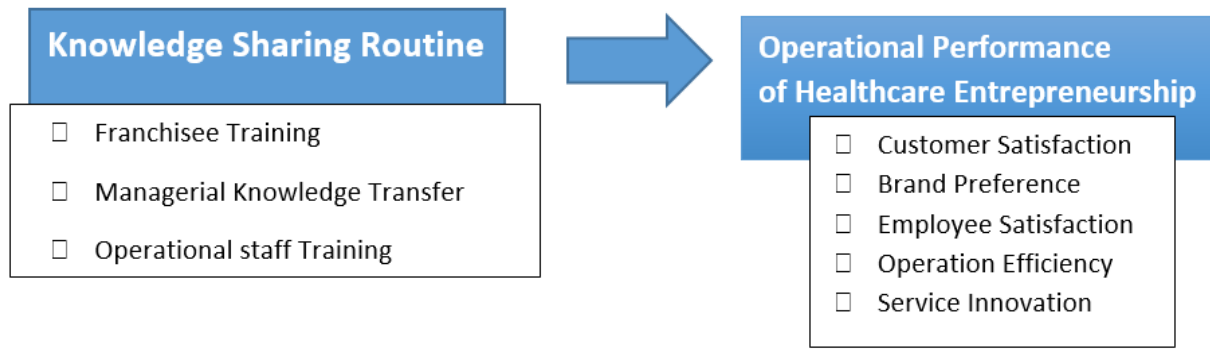 Knowledge Sharing Routine
Franchisee Training
Managerial Knowledge Transfer
Operational staff Training
Operational Performance
of Healthcare Entrepreneurship
Customer Satisfaction
Brand Preference
Employee Satisfaction
Operation Efficiency
Service Innovation